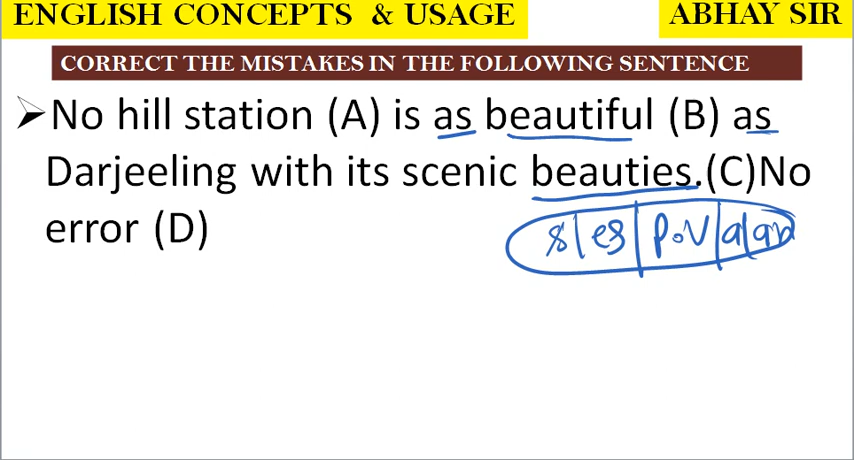 ENGLISH CONCEPTS & USAGE ABHAY SIR
CORRECT THE MISTAKES IN THE FOLLOWING SENTENCE
➤No hill station (A) is as beautiful (B) as
Darjeeling with its scenic beauties.(C)No
error (D)
s|es|P.V|a|an